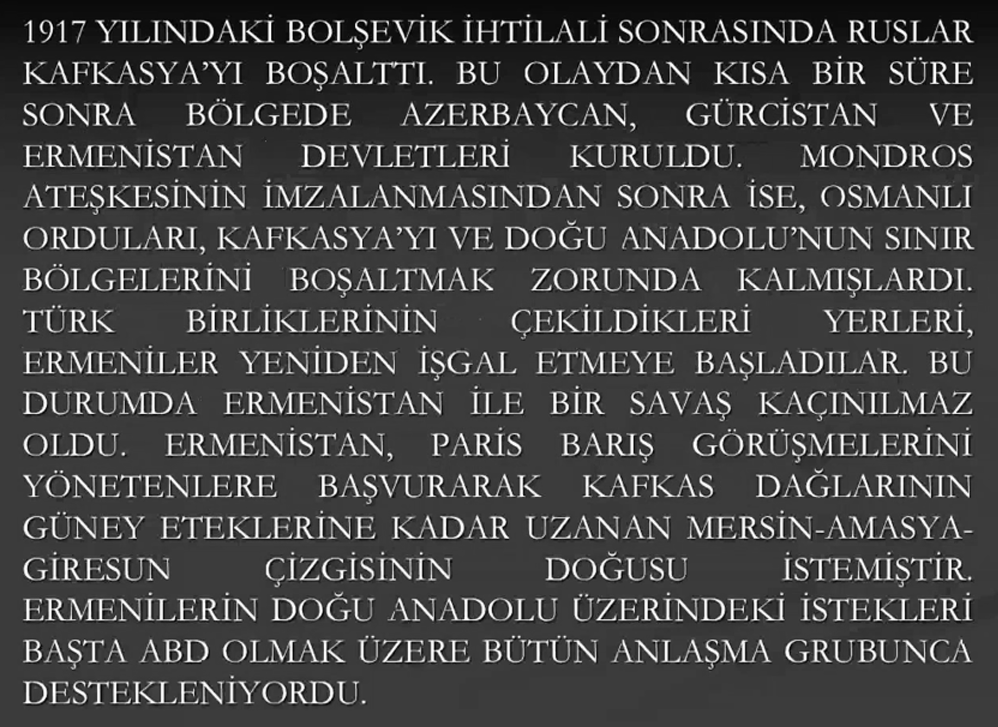 1917 YILINDAKİ BOLŞEVİK İHTİLALİ SONRASINDA RUSLAR
KAFKASYA'YI BOŞALTTI. BU OLAYDAN KISA BİR SÜRE
SONRA BÖLGEDE AZERBAYCAN, GÜRCİSTAN VE
ERMENİSTAN DEVLETLERİ KURULDU. MONDROS
ATEŞKESİNİN İMZALANMASINDAN SONRA İSE, OSMANLI
ORDULARI, KAFKASYA'YI VE DOĞU ANADOLU'NUN SINIR
BÖLGELERİNİ BOŞALTMAK ZORUNDA KALMIŞLARDI.
TÜRK BİRLİKLERİNİN ÇEKİLDİKLERİ YERLERİ,
ERMENİLER YENİDEN İŞGAL ETMEYE BAŞLADILAR. BU
DURUMDA ERMENİSTAN İLE BİR SAVAŞ KAÇINILMAZ
OLDU. ERMENİSTAN, PARİS BARIŞ GÖRÜŞMELERİNİ
YÖNETENLERE BAŞVURARAK KAFKAS DAĞLARININ
GÜNEY ETEKLERİNE KADAR UZANAN MERSİN-AMASYA-
GİRESUN ÇİZGİSİNİN DOĞUSU İSTEMİŞTİR.
ERMENİLERİN DOĞU ANADOLU ÜZERİNDEKİ İSTEKLERİ
BAŞTA ABD OLMAK ÜZERE BÜTÜN ANLAŞMA GRUBUNCA
DESTEKLENİYORDU.